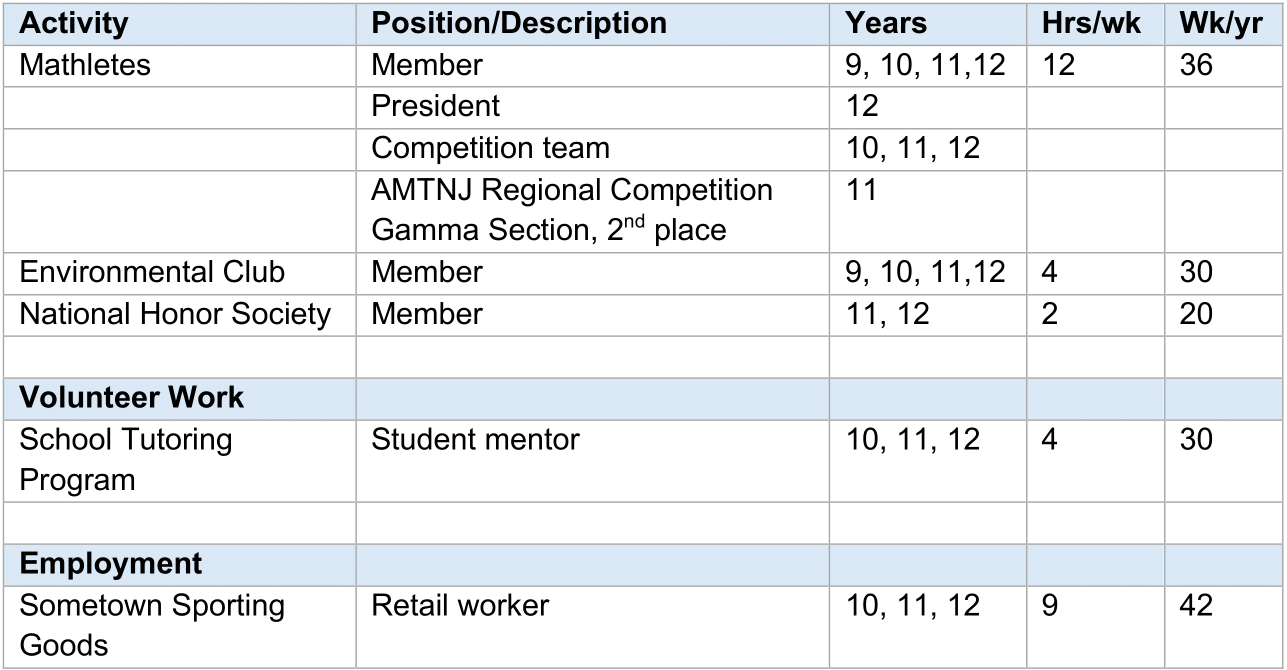 Activity Position/Description Years Hrs/wk Wk/yr
Mathletes Member 9, 10, 11,12 12 36
President 12
Competition team 10, 11, 12
AMTNJ Regional Competition 11
Gamma Section, 2nd place
Environmental Club Member 9, 10, 11,12 4 30
National Honor Society Member 11, 12 2 20
Volunteer Work
School Tutoring Student mentor 10, 11, 12 4 30
Program
Employment
Sometown Sporting Retail worker 10, 11, 12 9 42
Goods